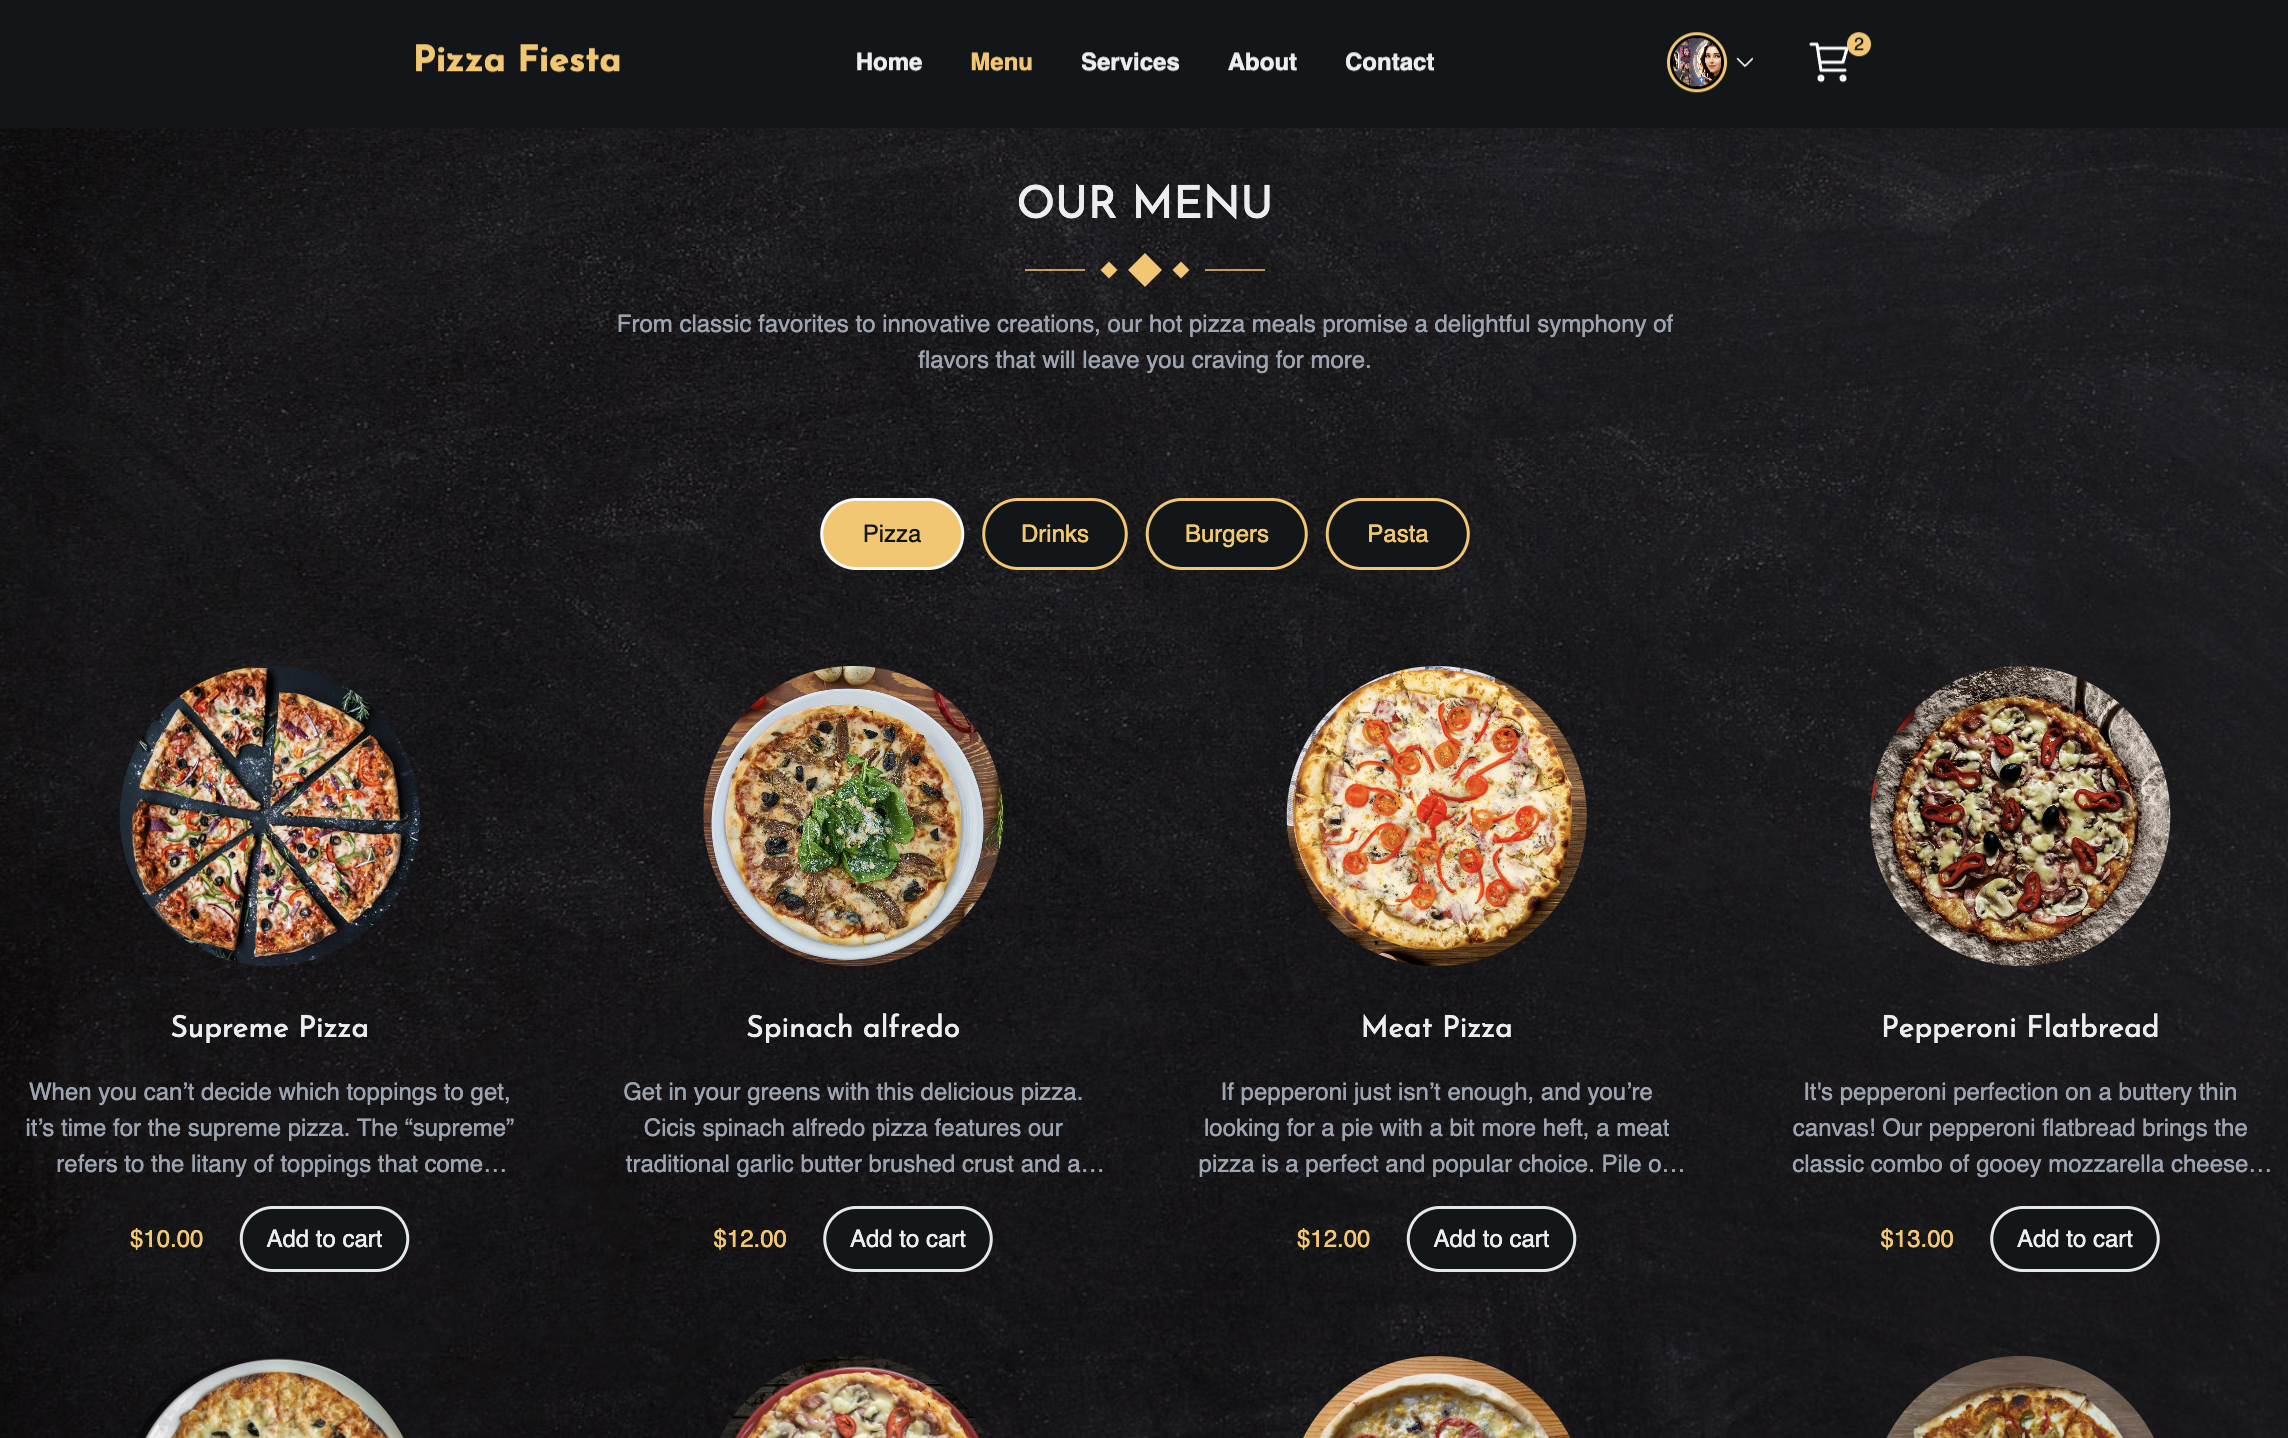 Pizza Fiesta
Home Menu Services About Contact
2
OUR MENU
From classic favorites to innovative creations, our hot pizza meals promise a delightful symphony of
flavors that will leave you craving for more.
Pizza Drinks Burgers Pasta
Supreme Pizza
When you can’t decide which toppings to get,
it’s time for the supreme pizza. The “supreme”
refers to the litany of toppings that come…
$10.00 Add to cart
Spinach alfredo
Get in your greens with this delicious pizza.
Cicis spinach alfredo pizza features our
traditional garlic butter brushed crust and a…
$12.00 Add to cart
Meat Pizza
If pepperoni just isn’t enough, and you’re
looking for a pie with a bit more heft, a meat
pizza is a perfect and popular choice. Pile o…
$12.00 Add to cart
Pepperoni Flatbread
It's pepperoni perfection on a buttery thin
canvas! Our pepperoni flatbread brings the
classic combo of gooey mozzarella cheese…
$13.00 Add to cart